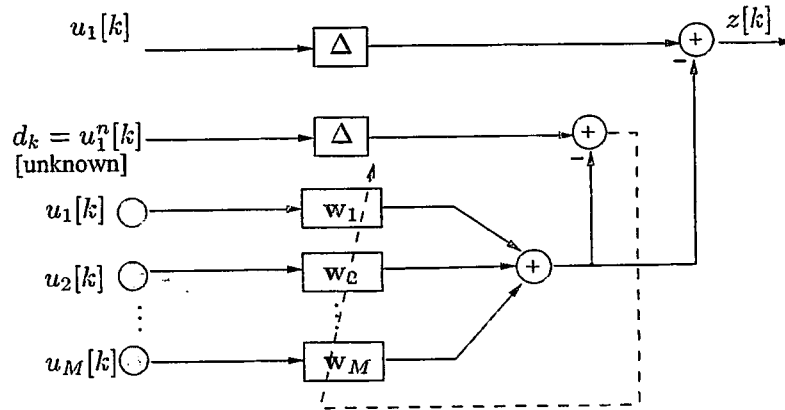 u₁[k]
Δ
+
z[k]
−
d_k = u₁ⁿ[k]
Δ
+
[unknown]
−
u₁[k]
w₁
u₂[k]
w₂
+
⋮
⋮
u_M[k]
w_M